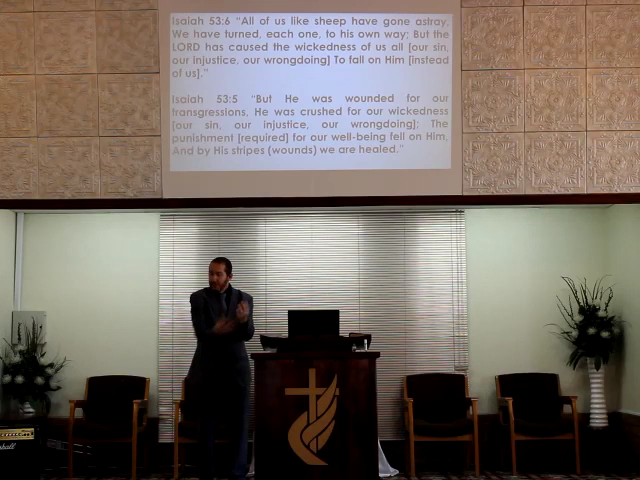 Isaiah 53:6 “All of us like sheep have gone astray,
We have turned, each one, to his own way; But the
LORD has caused the wickedness of us all [our sin,
our injustice, our wrongdoing] To fall on Him [instead
of us].”
Isaiah 53:5 “But He was wounded for our
transgressions, He was crushed for our wickedness
[our sin, our injustice, our wrongdoing]; The
punishment [required] for our well-being fell on Him,
And by His stripes (wounds) we are healed.”
Marshall